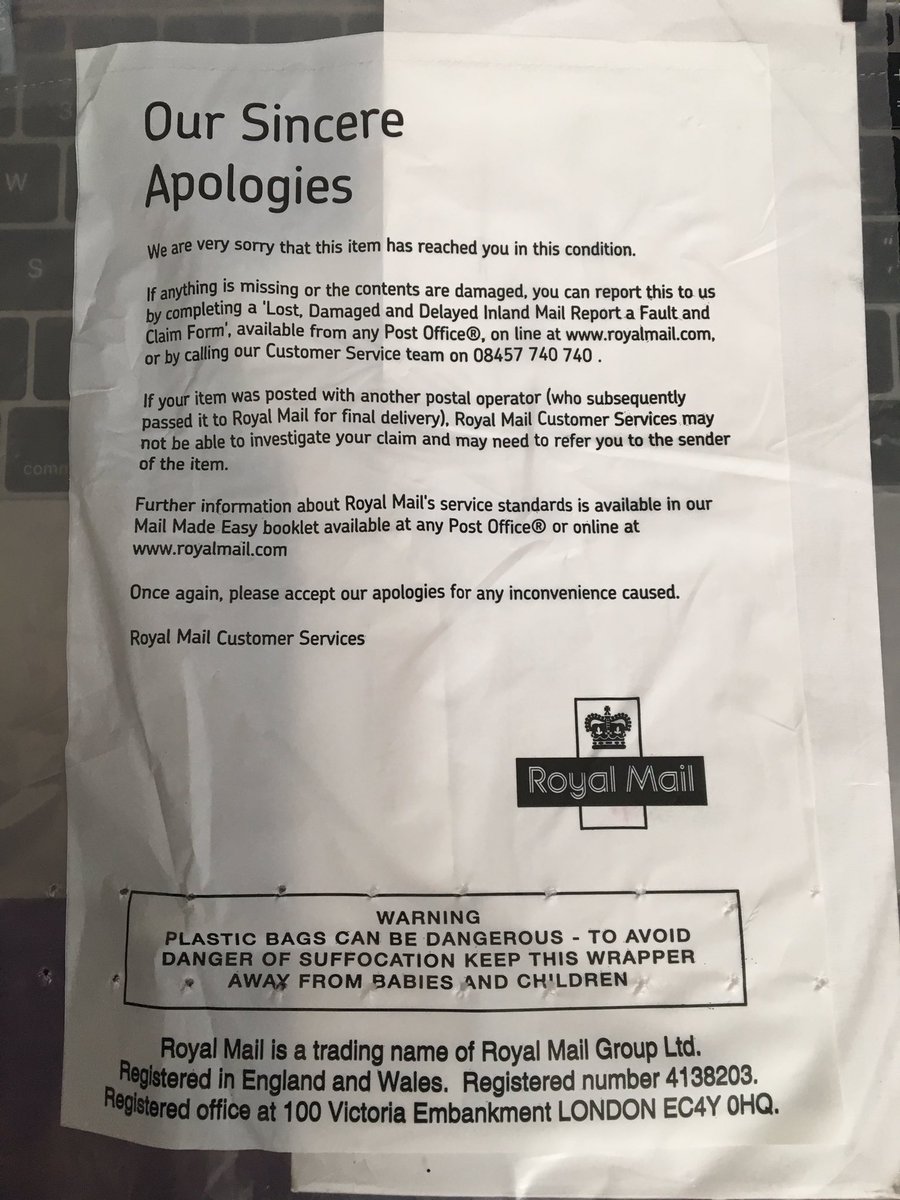 Our Sincere
Apologies
We are very sorry that this item has reached you in this condition.
If anything is missing or the contents are damaged, you can report this to us
by completing a 'Lost, Damaged and Delayed Inland Mail Report a Fault and
Claim Form', available from any Post Office®, on line at www.royalmail.com,
or by calling our Customer Service team on 08457 740 740 .
If your item was posted with another postal operator (who subsequently
passed it to Royal Mail for final delivery), Royal Mail Customer Services may
not be able to investigate your claim and may need to refer you to the sender
of the item.
Further information about Royal Mail's service standards is available in our
Mail Made Easy booklet available at any Post Office® or online at
www.royalmail.com
Once again, please accept our apologies for any inconvenience caused.
Royal Mail Customer Services
Royal Mail
WARNING
PLASTIC BAGS CAN BE DANGEROUS - TO AVOID
DANGER OF SUFFOCATION KEEP THIS WRAPPER
AWAY FROM BABIES AND CHILDREN
Royal Mail is a trading name of Royal Mail Group Ltd.
Registered in England and Wales. Registered number 4138203.
Registered office at 100 Victoria Embankment LONDON EC4Y 0HQ.
W
S